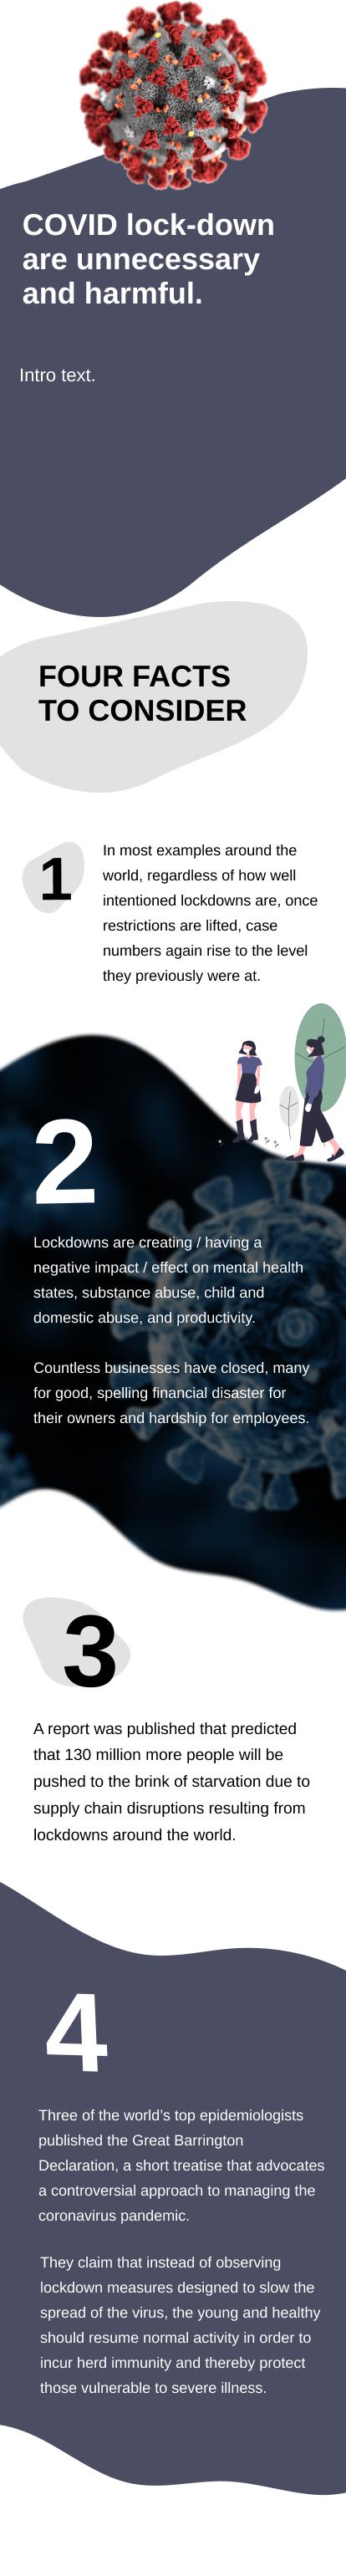 COVID lock-down
are unnecessary
and harmful.
Intro text.
FOUR FACTS
TO CONSIDER
1
In most examples around the
world, regardless of how well
intentioned lockdowns are, once
restrictions are lifted, case
numbers again rise to the level
they previously were at.
2
Lockdowns are creating / having a
negative impact / effect on mental health
states, substance abuse, child and
domestic abuse, and productivity.
Countless businesses have closed, many
for good, spelling financial disaster for
their owners and hardship for employees.
3
A report was published that predicted
that 130 million more people will be
pushed to the brink of starvation due to
supply chain disruptions resulting from
lockdowns around the world.
4
Three of the world’s top epidemiologists
published the Great Barrington
Declaration, a short treatise that advocates
a controversial approach to managing the
coronavirus pandemic.
They claim that instead of observing
lockdown measures designed to slow the
spread of the virus, the young and healthy
should resume normal activity in order to
incur herd immunity and thereby protect
those vulnerable to severe illness.